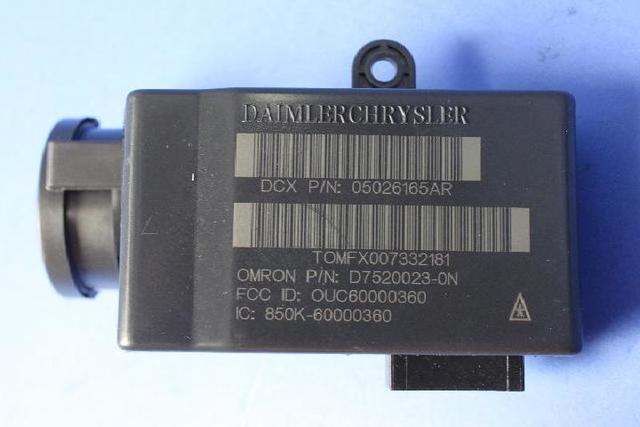 DAIMLERCHRYSLER
DCX P/N: 05026165AR
TOMFX007332181
OMRON P/N: D7520023-0N
FCC ID: OUC60000360
IC: 850K-60000360